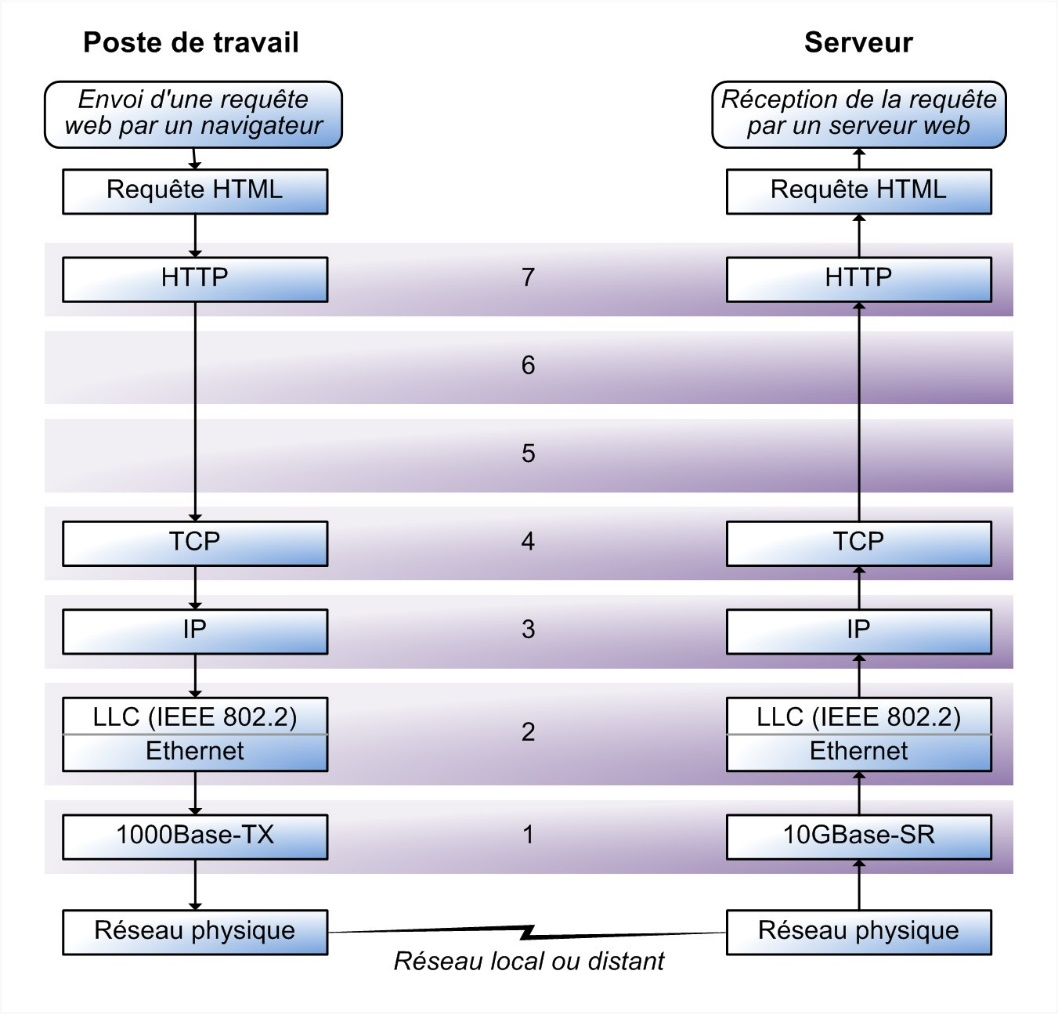 Poste de travail
Serveur
Envoi d'une requête
web par un navigateur
Réception de la requête
par un serveur web
Requête HTML
Requête HTML
HTTP
7
HTTP
6
5
TCP
4
TCP
IP
3
IP
LLC (IEEE 802.2)
Ethernet
2
LLC (IEEE 802.2)
Ethernet
1000Base-TX
1
10GBase-SR
Réseau physique
Réseau physique
Réseau local ou distant